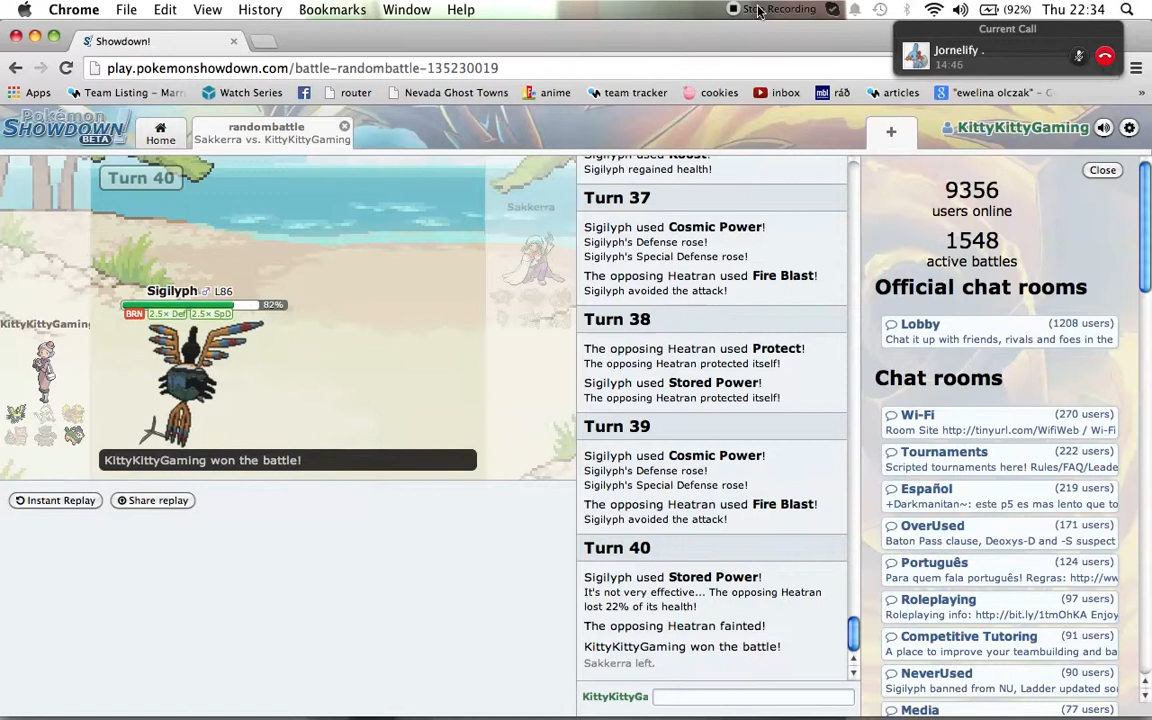 Chrome File Edit View History Bookmarks Window Help Stop Recording (92%) Thu 22:34
Showdown!
Current Call
Jornelify .
14:46
play.pokemonshowdown.com/battle-randombattle-135230019
Apps Team Listing – Marr Watch Series router Nevada Ghost Towns anime team tracker cookies inbox mbl ráð articles "ewelina olczak" - G »
Pokémon
SHOWDOWN!
BETA
Home
randombattle
Sakkerra vs. KittyKittyGaming
+
KittyKittyGaming
Turn 40
Sakkerra
Sigilyph♂ L86
82%
BRN 2.5× Def 2.5× SpD
KittyKittyGaming
KittyKittyGaming won the battle!
Instant Replay Share replay
Sigilyph used Roost!
Sigilyph regained health!
Turn 37
Sigilyph used Cosmic Power!
Sigilyph's Defense rose!
Sigilyph's Special Defense rose!
The opposing Heatran used Fire Blast!
Sigilyph avoided the attack!
Turn 38
The opposing Heatran used Protect!
The opposing Heatran protected itself!
Sigilyph used Stored Power!
The opposing Heatran protected itself!
Turn 39
Sigilyph used Cosmic Power!
Sigilyph's Defense rose!
Sigilyph's Special Defense rose!
The opposing Heatran used Fire Blast!
Sigilyph avoided the attack!
Turn 40
Sigilyph used Stored Power!
It's not very effective... The opposing Heatran
lost 22% of its health!
The opposing Heatran fainted!
KittyKittyGaming won the battle!
Sakkerra left.
KittyKittyGa
Close
9356
users online
1548
active battles
Official chat rooms
Lobby (1208 users)
Chat it up with friends, rivals and foes in the
Chat rooms
Wi-Fi (270 users)
Room Site http://tinyurl.com/WifiWeb / Wi-Fi
Tournaments (222 users)
Scripted tournaments here! Rules/FAQ/Leade
Español (219 users)
+Darkmanitan~: este p5 es mas lento que to
OverUsed (171 users)
Baton Pass clause, Deoxys-D and -S suspect
Português (124 users)
Para quem fala português! Regras: http://ww
Roleplaying (97 users)
Roleplaying info: http://bit.ly/1tmOhKA Enjoy
Competitive Tutoring (91 users)
A place to improve your teambuilding and ba
NeverUsed (90 users)
Sigilyph banned from NU, Ladder updated soo
Media (77 users)